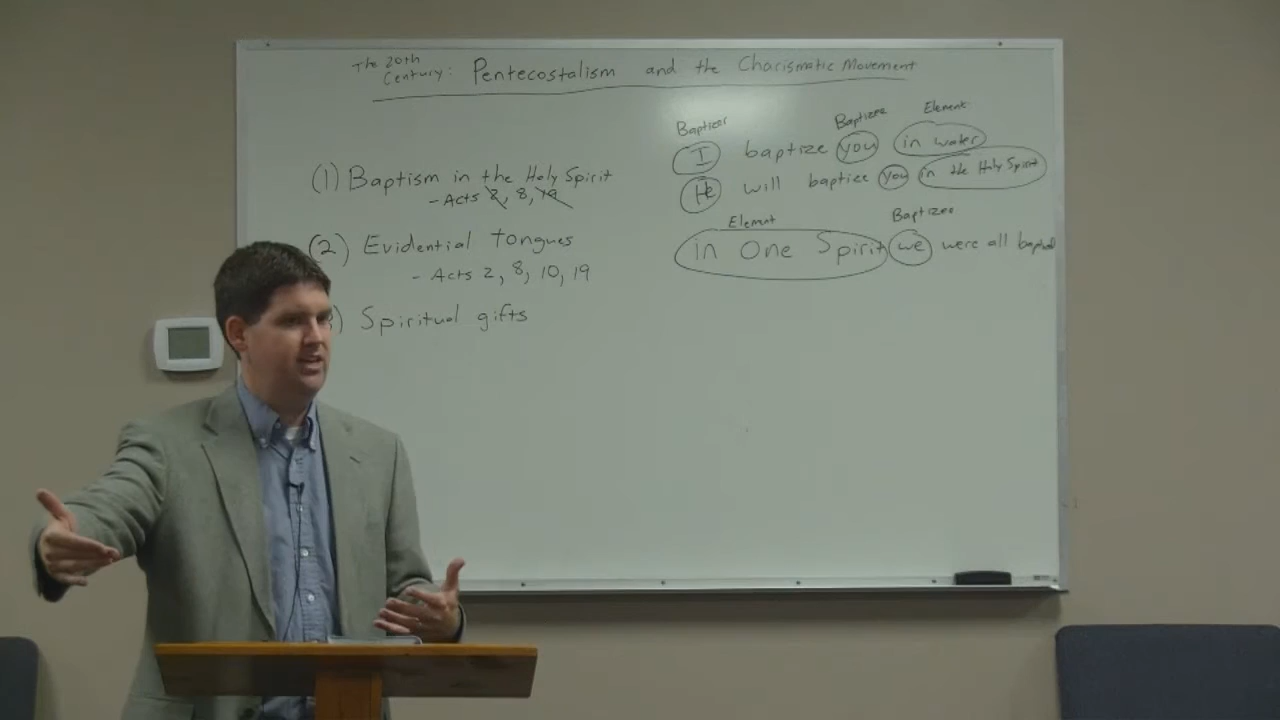 The 20th
Century: Pentecostalism and the Charismatic Movement
(1) Baptism in the Holy Spirit
- Acts 2, 8, 19
(2) Evidential Tongues
- Acts 2, 8, 10, 19
) Spiritual gifts
Baptizer Baptizee Element
I baptize you in water
He will baptize you in the Holy Spirit
Element Baptizee
in One Spirit we were all baptized